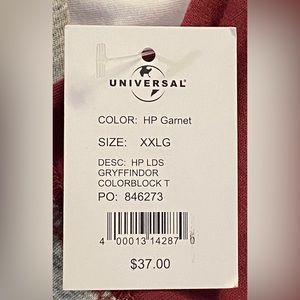 UNIVERSAL
COLOR: HP Garnet
SIZE: XXLG
DESC: HP LDS
GRYFFINDOR
COLORBLOCK T
PO: 846273
4 00013 14287 0
$37.00